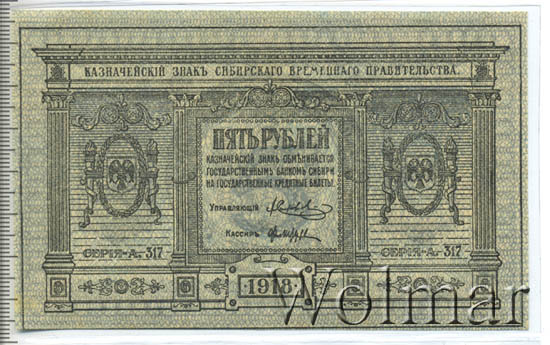 КАЗНАЧЕЙСКІЙ ЗНАКЪ СИБИРСКАГО ВРЕМЕННАГО ПРАВИТЕЛЬСТВА.
ПЯТЬ РУБЛЕЙ
КАЗНАЧЕЙСКІЙ ЗНАКЪ ОБМѢНИВАЕТСЯ
ГОСУДАРСТВЕННЫМЪ БАНКОМЪ СИБИРИ
НА ГОСУДАРСТВЕННЫЕ КРЕДИТНЫЕ БИЛЕТЫ.
УПРАВЛЯЮЩІЙ
КАССИРЪ
СЕРІЯ-А. 317 СЕРІЯ-А. 317
1918
Wolmar